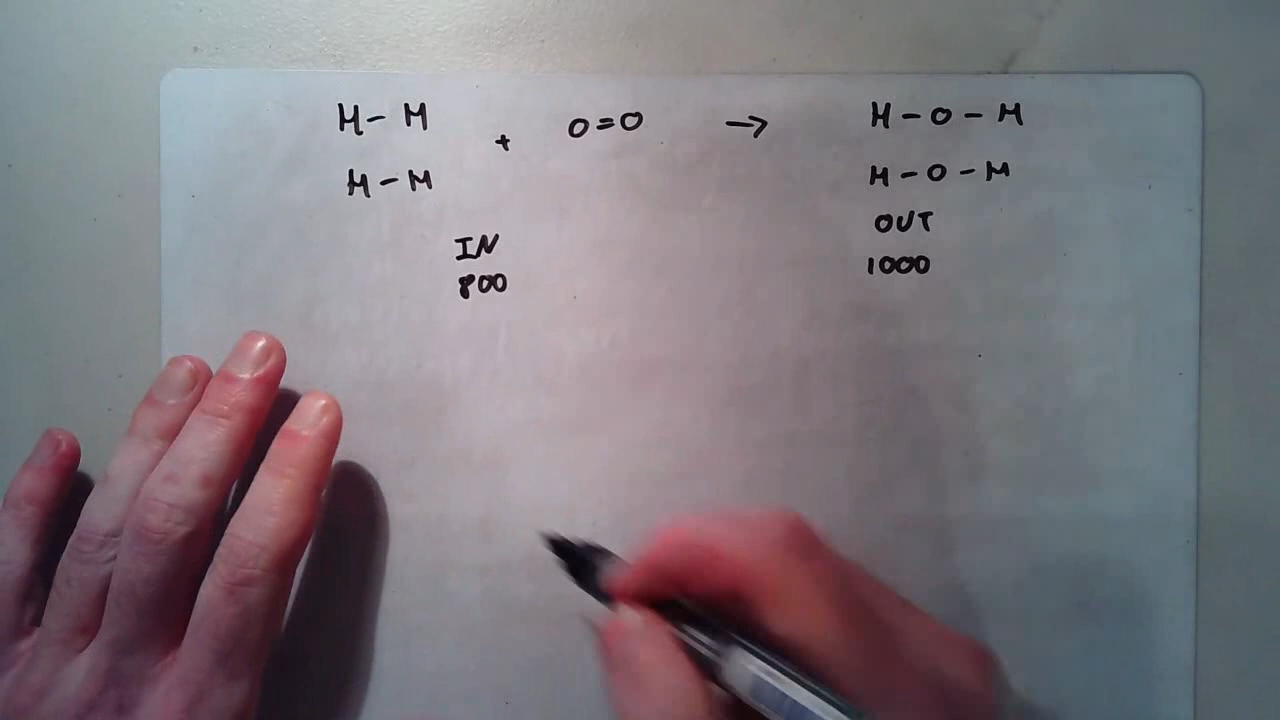 H - H + O = O → H - O - H
H - H H - O - H
IN OUT
800 1000